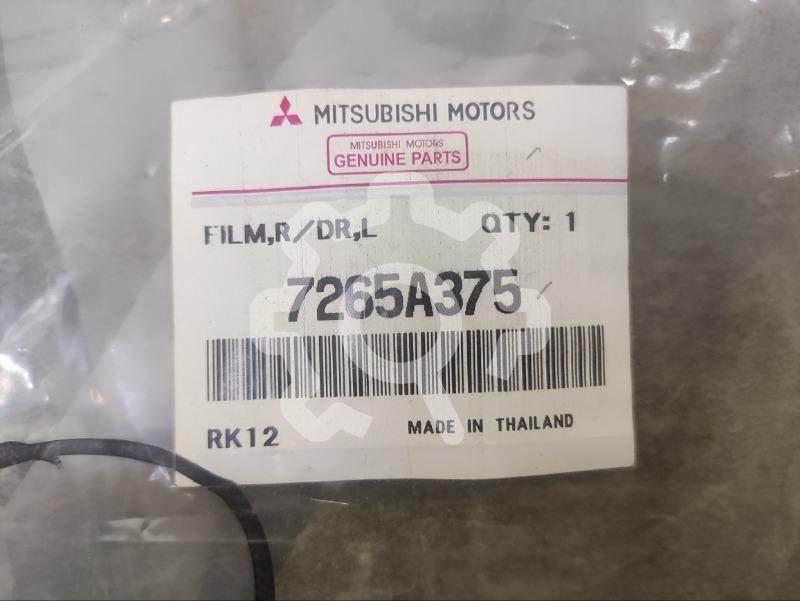 MITSUBISHI MOTORS
MITSUBISHI MOTORS
GENUINE PARTS
FILM,R/DR,L QTY: 1
7265A375
RK12 MADE IN THAILAND